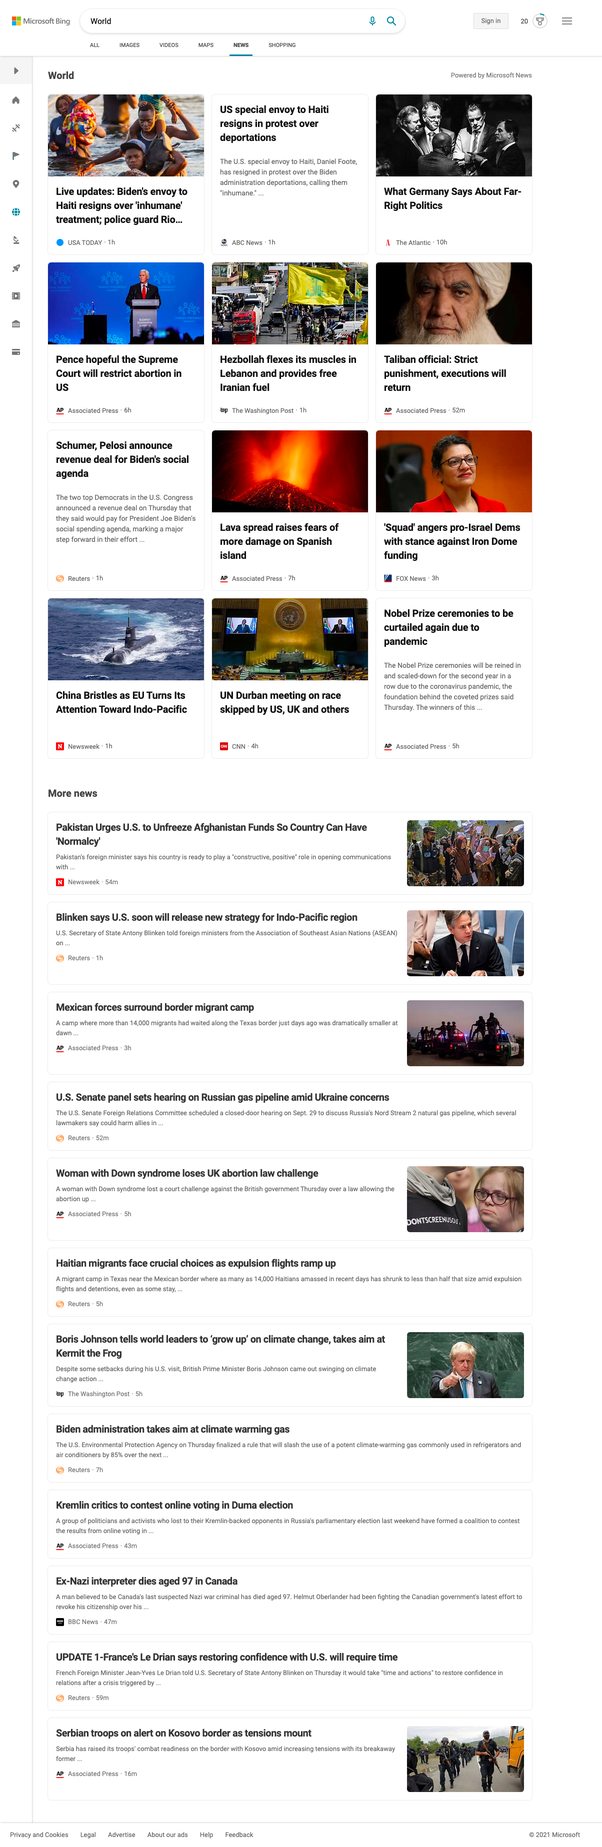 Microsoft Bing
World
Sign in
20
ALL
IMAGES
VIDEOS
MAPS
NEWS
SHOPPING
World
Powered by Microsoft News
Live updates: Biden's envoy to
Haiti resigns over 'inhumane'
treatment; police guard Rio...
USA TODAY · 1h
US special envoy to Haiti
resigns in protest over
deportations
The U.S. special envoy to Haiti, Daniel Foote,
has resigned in protest over the Biden
administration deportations, calling them
"inhumane." ...
ABC News · 1h
What Germany Says About Far-
Right Politics
The Atlantic · 10h
Pence hopeful the Supreme
Court will restrict abortion in
US
AP Associated Press · 6h
Hezbollah flexes its muscles in
Lebanon and provides free
Iranian fuel
wp The Washington Post · 1h
Taliban official: Strict
punishment, executions will
return
AP Associated Press · 52m
Schumer, Pelosi announce
revenue deal for Biden's social
agenda
The two top Democrats in the U.S. Congress
announced a revenue deal on Thursday that
they said would pay for President Joe Biden's
social spending agenda, marking a major
step forward in their effort ...
Reuters · 1h
Lava spread raises fears of
more damage on Spanish
island
AP Associated Press · 7h
'Squad' angers pro-Israel Dems
with stance against Iron Dome
funding
FOX News · 3h
China Bristles as EU Turns Its
Attention Toward Indo-Pacific
N Newsweek · 1h
UN Durban meeting on race
skipped by US, UK and others
CNN CNN · 4h
Nobel Prize ceremonies to be
curtailed again due to
pandemic
The Nobel Prize ceremonies will be reined in
and scaled-down for the second year in a
row due to the coronavirus pandemic, the
foundation behind the coveted prizes said
Thursday. The winners of this ...
AP Associated Press · 5h
More news
Pakistan Urges U.S. to Unfreeze Afghanistan Funds So Country Can Have
'Normalcy'
Pakistan's foreign minister says his country is ready to play a "constructive, positive" role in opening communications
with ...
N Newsweek · 54m
Blinken says U.S. soon will release new strategy for Indo-Pacific region
U.S. Secretary of State Antony Blinken told foreign ministers from the Association of Southeast Asian Nations (ASEAN)
on ...
Reuters · 1h
Mexican forces surround border migrant camp
A camp where more than 14,000 migrants had waited along the Texas border just days ago was dramatically smaller at
dawn ...
AP Associated Press · 3h
U.S. Senate panel sets hearing on Russian gas pipeline amid Ukraine concerns
The U.S. Senate Foreign Relations Committee scheduled a closed-door hearing on Sept. 29 to discuss Russia's Nord Stream 2 natural gas pipeline, which several
lawmakers say could harm allies in ...
Reuters · 52m
Woman with Down syndrome loses UK abortion law challenge
A woman with Down syndrome lost a court challenge against the British government Thursday over a law allowing the
abortion up ...
AP Associated Press · 5h
DONTSCREENUSOU
Haitian migrants face crucial choices as expulsion flights ramp up
A migrant camp in Texas near the Mexican border where as many as 14,000 Haitians amassed in recent days has shrunk to less than half that size amid expulsion
flights and detentions, even as some stay, ...
Reuters · 5h
Boris Johnson tells world leaders to 'grow up' on climate change, takes aim at
Kermit the Frog
Despite some setbacks during his U.S. visit, British Prime Minister Boris Johnson came out swinging on climate
change action ...
wp The Washington Post · 5h
Biden administration takes aim at climate warming gas
The U.S. Environmental Protection Agency on Thursday finalized a rule that will slash the use of a potent climate-warming gas commonly used in refrigerators and
air conditioners by 85% over the next ...
Reuters · 7h
Kremlin critics to contest online voting in Duma election
A group of politicians and activists who lost to their Kremlin-backed opponents in Russia's parliamentary election last weekend have formed a coalition to contest
the results from online voting in ...
AP Associated Press · 43m
Ex-Nazi interpreter dies aged 97 in Canada
A man believed to be Canada's last suspected Nazi war criminal has died aged 97. Helmut Oberlander had been fighting the Canadian government's latest effort to
revoke his citizenship over his ...
BBC News · 47m
UPDATE 1-France's Le Drian says restoring confidence with U.S. will require time
French Foreign Minister Jean-Yves Le Drian told U.S. Secretary of State Antony Blinken on Thursday it would take "time and actions" to restore confidence in
relations after a crisis triggered by ...
Reuters · 59m
Serbian troops on alert on Kosovo border as tensions mount
Serbia has raised its troops' combat readiness on the border with Kosovo amid increasing tensions with its breakaway
former ...
AP Associated Press · 16m
Privacy and Cookies
Legal
Advertise
About our ads
Help
Feedback
© 2021 Microsoft